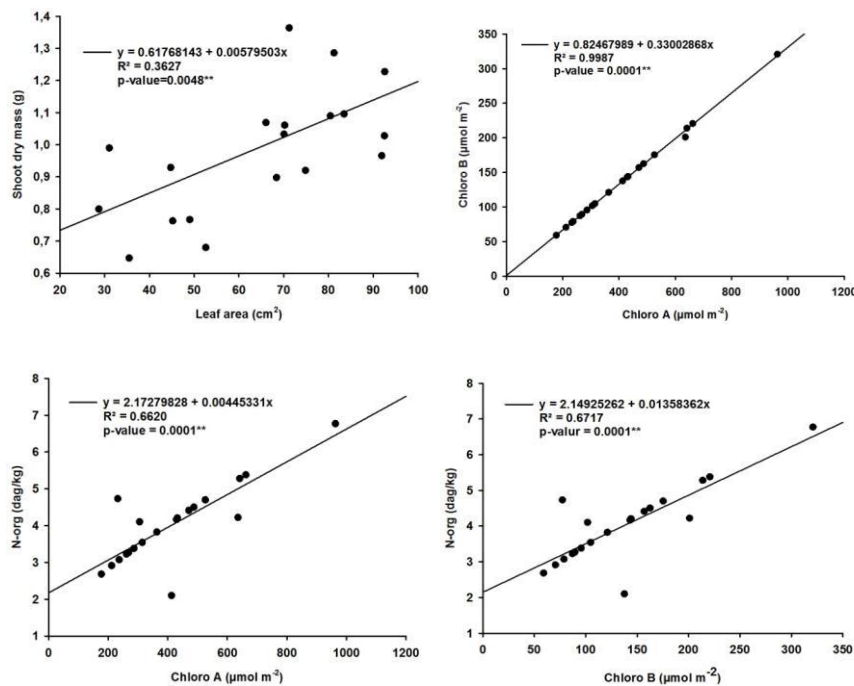 1,4
1,3
1,2
1,1
1,0
0,9
0,8
0,7
0,6
Shoot dry mass (g)
y = 0.61768143 + 0.00579503x
R² = 0.3627
p-value=0.0048**
20 30 40 50 60 70 80 90 100
Leaf area (cm²)
350
300
250
200
150
100
50
0
Chloro B (µmol m⁻²)
y = 0.82467989 + 0.33002868x
R² = 0.9987
p-value = 0.0001**
0 200 400 600 800 1000 1200
Chloro A (µmol m⁻²)
8
7
6
5
4
3
2
1
N-org (dag/kg)
y = 2.17279828 + 0.00445331x
R² = 0.6620
p-value = 0.0001**
0 200 400 600 800 1000 1200
Chloro A (µmol m⁻²)
8
7
6
5
4
3
2
1
N-org (dag/kg)
y = 2.14925262 + 0.01358362x
R² = 0.6717
p-valur = 0.0001**
0 50 100 150 200 250 300 350
Chloro B (µmol m⁻²)